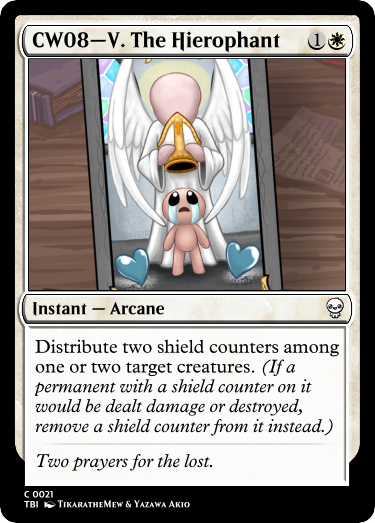 CW08—V. The Hierophant 1
Instant — Arcane
Distribute two shield counters among
one or two target creatures. (If a
permanent with a shield counter on it
would be dealt damage or destroyed,
remove a shield counter from it instead.)
Two prayers for the lost.
C 0021
TBI TikaratheMew & Yazawa Akio